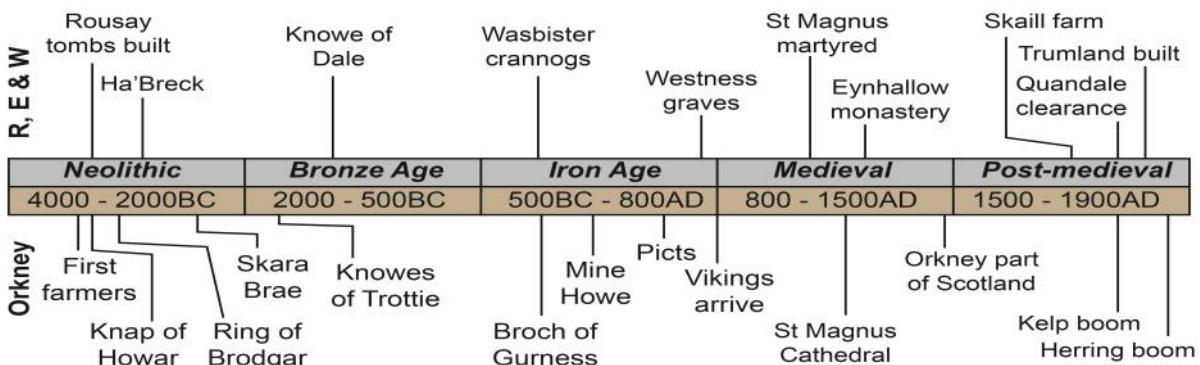 R, E & W
Rousay
tombs built
Ha'Breck
Knowe of
Dale
Wasbister
crannogs
Westness
graves
St Magnus
martyred
Eynhallow
monastery
Skaill farm
Trumland built
Quandale
clearance
Neolithic
Bronze Age
Iron Age
Medieval
Post-medieval
4000 - 2000BC
2000 - 500BC
500BC - 800AD
800 - 1500AD
1500 - 1900AD
Orkney
First
farmers
Knap of
Howar
Ring of
Brodgar
Skara
Brae
Knowes
of Trottie
Broch of
Gurness
Mine
Howe
Picts
Vikings
arrive
St Magnus
Cathedral
Orkney part
of Scotland
Kelp boom
Herring boom